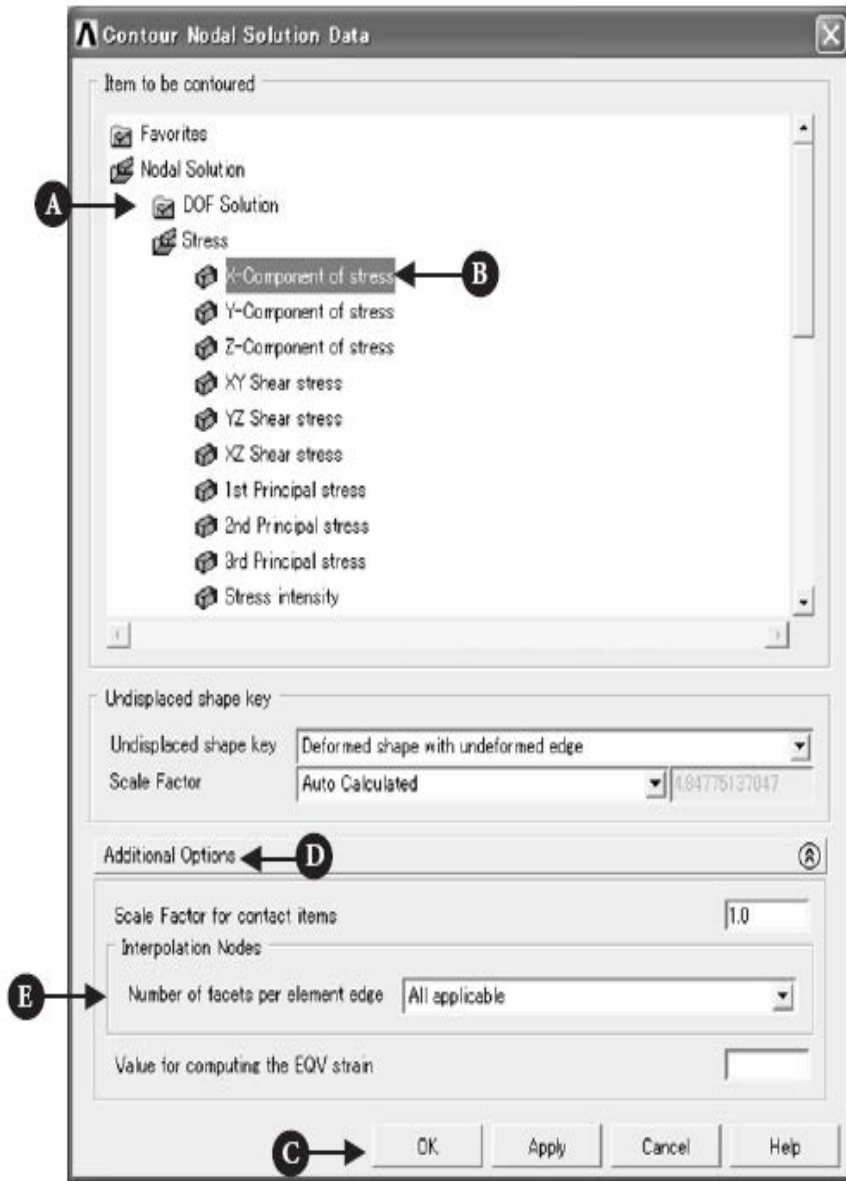 Contour Nodal Solution Data
Item to be contoured
Favorites
Nodal Solution
A
DOF Solution
Stress
X-Component of stress
B
Y-Component of stress
Z-Component of stress
XY Shear stress
YZ Shear stress
XZ Shear stress
1st Principal stress
2nd Principal stress
3rd Principal stress
Stress intensity
Undisplaced shape key
Undisplaced shape key Deformed shape with undeformed edge
Scale Factor Auto Calculated 4.84775137047
Additional Options D
Scale Factor for contact items 1.0
Interpolation Nodes
E Number of facets per element edge All applicable
Value for computing the EQV strain
C OK Apply Cancel Help